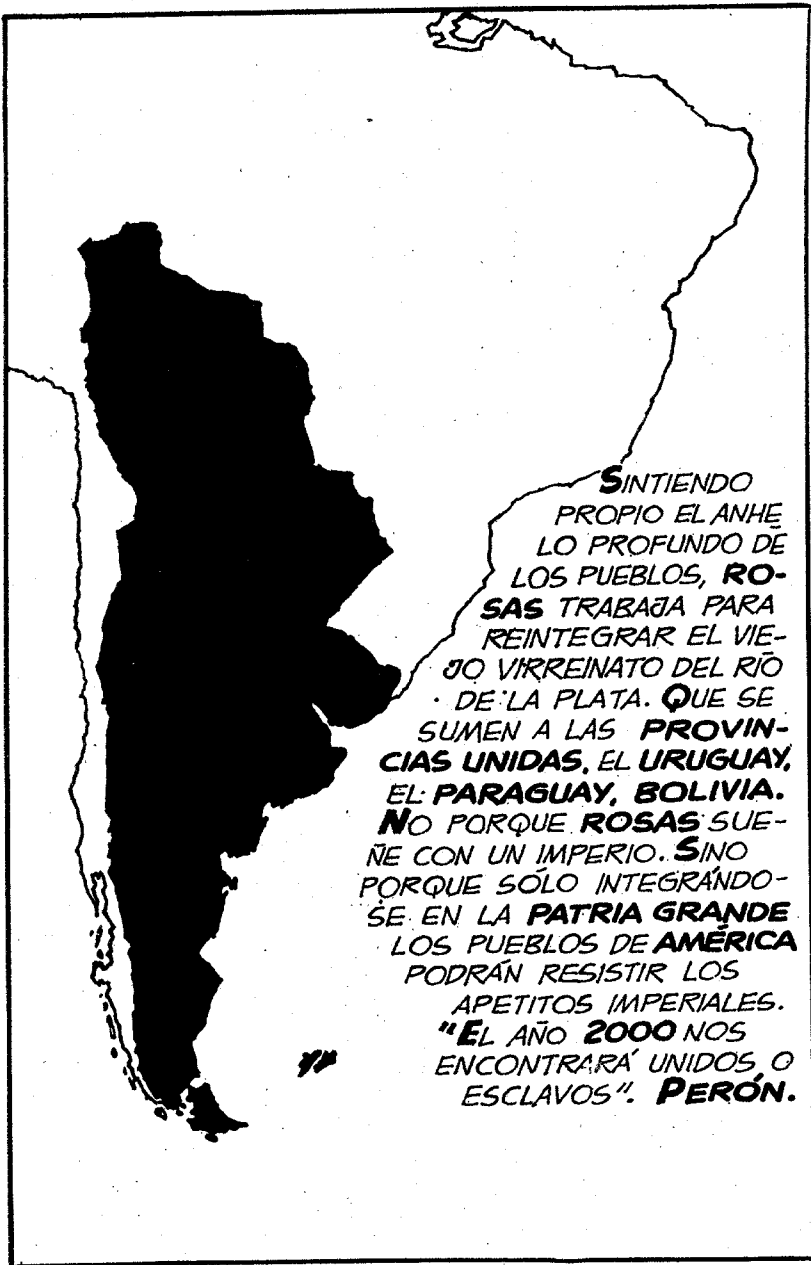 SINTIENDO
PROPIO EL ANHE
LO PROFUNDO DE
LOS PUEBLOS, RO-
SAS TRABAJA PARA
REINTEGRAR EL VIE-
JO VIRREINATO DEL RÍO
DE LA PLATA. QUE SE
SUMEN A LAS PROVIN-
CIAS UNIDAS, EL URUGUAY,
EL PARAGUAY, BOLIVIA.
NO PORQUE ROSAS SUE-
ÑE CON UN IMPERIO. SINO
PORQUE SÓLO INTEGRÁNDO-
SE EN LA PATRIA GRANDE
LOS PUEBLOS DE AMÉRICA
PODRÁN RESISTIR LOS
APETITOS IMPERIALES.
"EL AÑO 2000 NOS
ENCONTRARÁ UNIDOS O
ESCLAVOS". PERÓN.